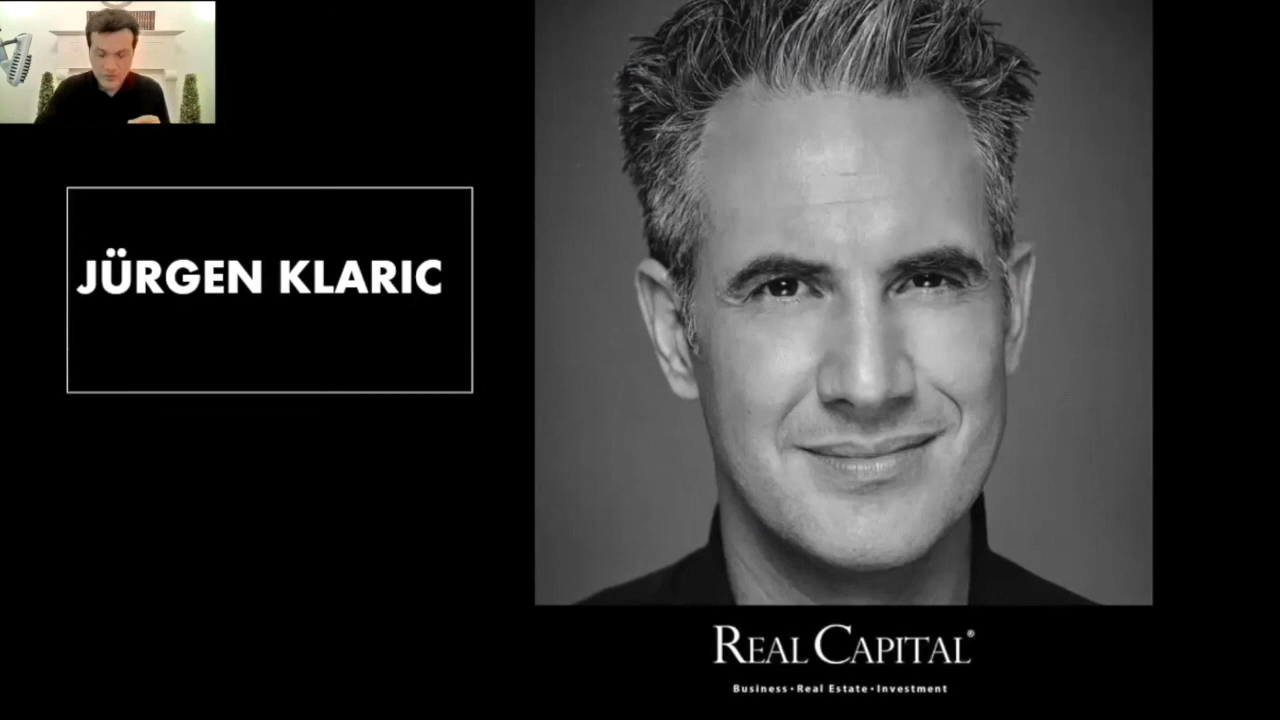 JÜRGEN KLARIC
REAL CAPITAL®
Business • Real Estate • Investment